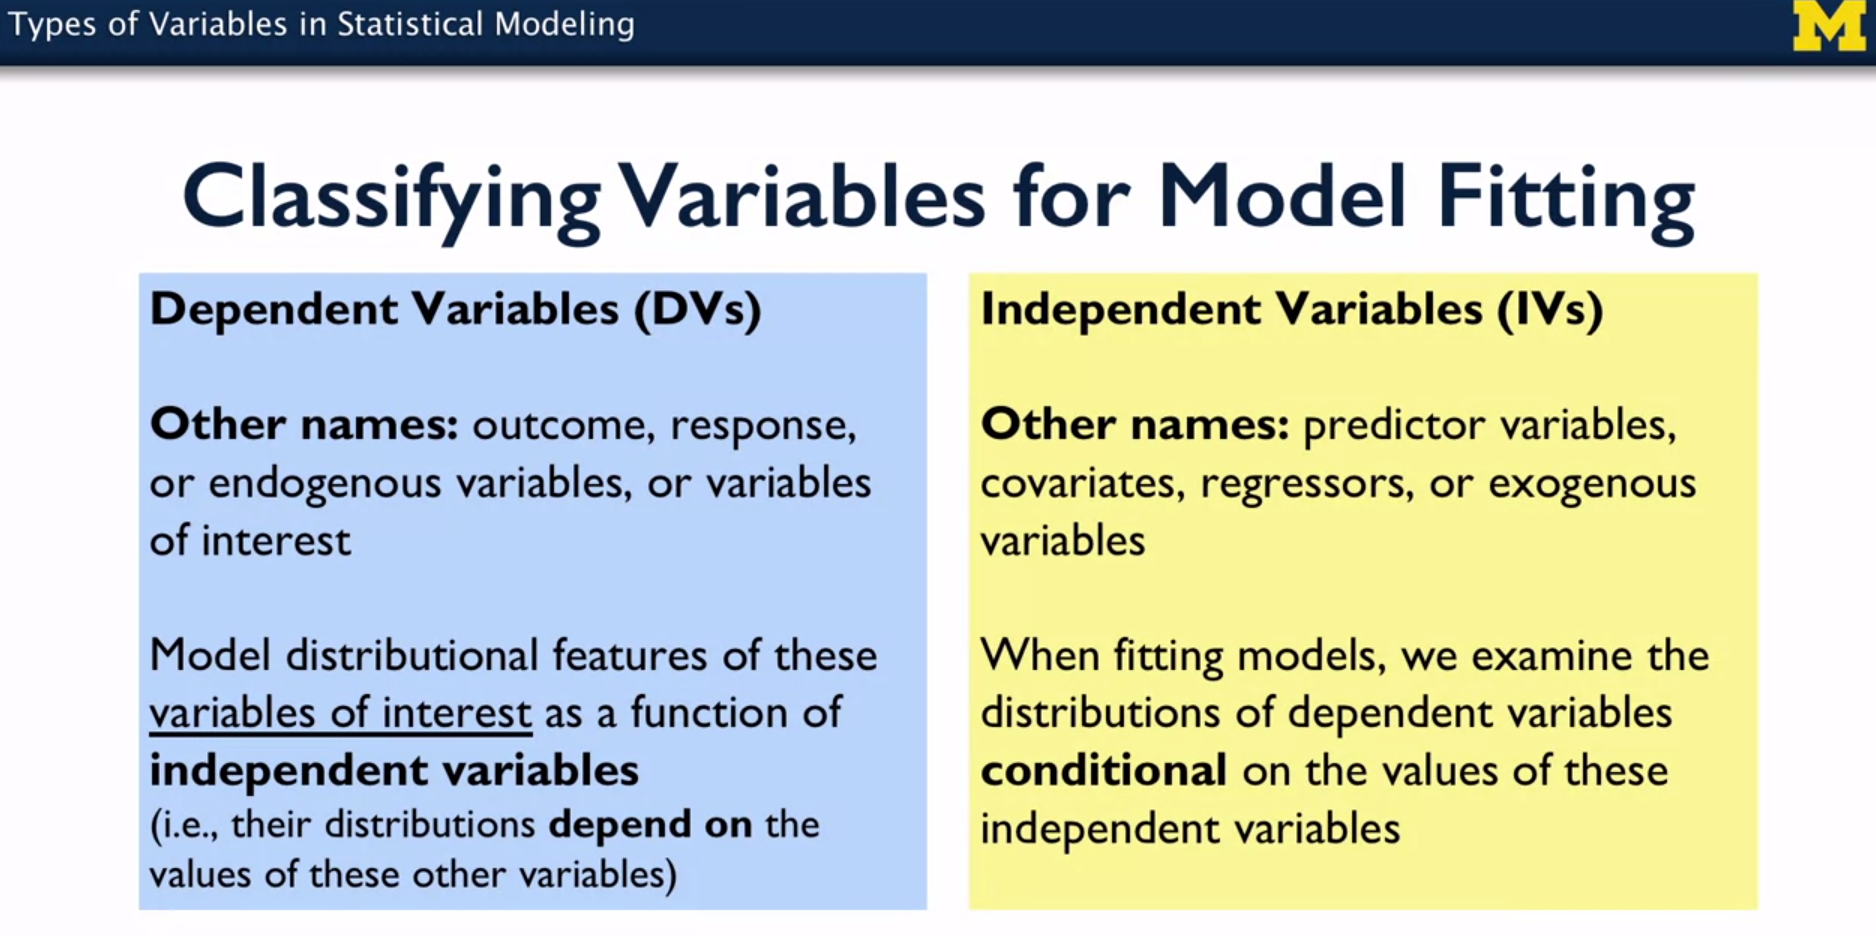 Types of Variables in Statistical Modeling
M
Classifying Variables for Model Fitting
Dependent Variables (DVs)
Other names: outcome, response,
or endogenous variables, or variables
of interest
Model distributional features of these
variables of interest as a function of
independent variables
(i.e., their distributions depend on the
values of these other variables)
Independent Variables (IVs)
Other names: predictor variables,
covariates, regressors, or exogenous
variables
When fitting models, we examine the
distributions of dependent variables
conditional on the values of these
independent variables